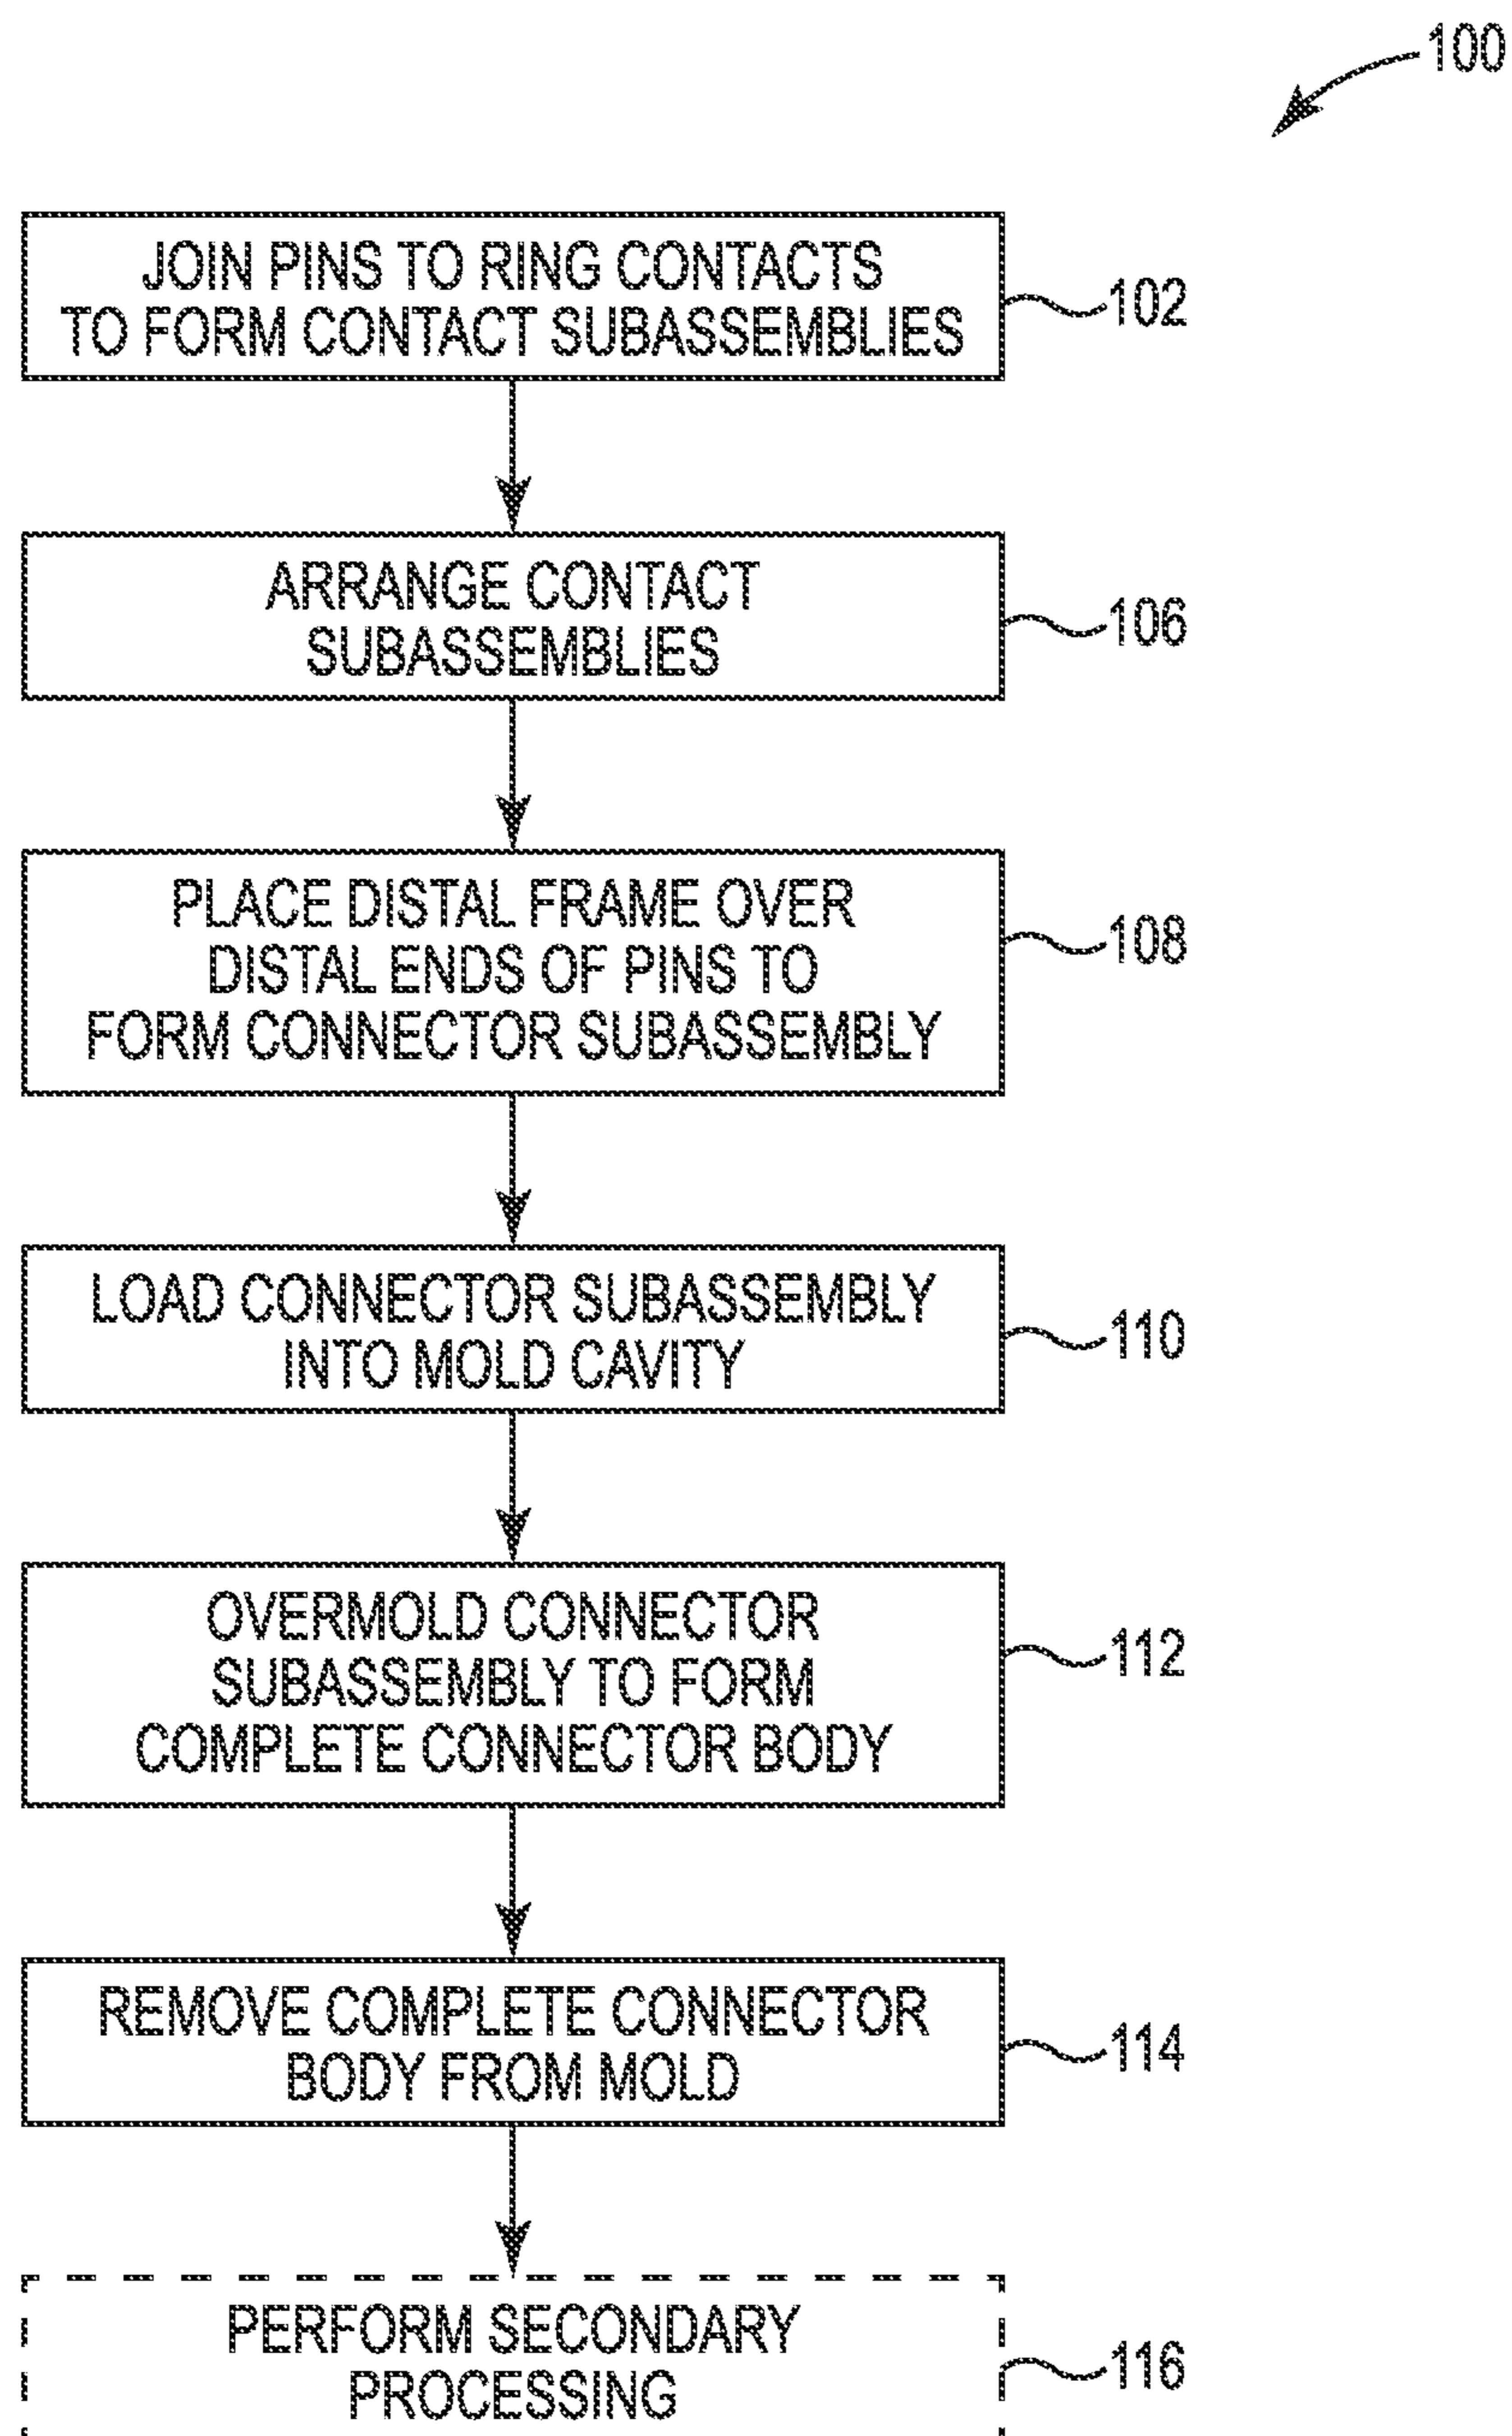 100
JOIN PINS TO RING CONTACTS
TO FORM CONTACT SUBASSEMBLIES
102
ARRANGE CONTACT
SUBASSEMBLIES
106
PLACE DISTAL FRAME OVER
DISTAL ENDS OF PINS TO
FORM CONNECTOR SUBASSEMBLY
108
LOAD CONNECTOR SUBASSEMBLY
INTO MOLD CAVITY
110
OVERMOLD CONNECTOR
SUBASSEMBLY TO FORM
COMPLETE CONNECTOR BODY
112
REMOVE COMPLETE CONNECTOR
BODY FROM MOLD
114
PERFORM SECONDARY
PROCESSING
116